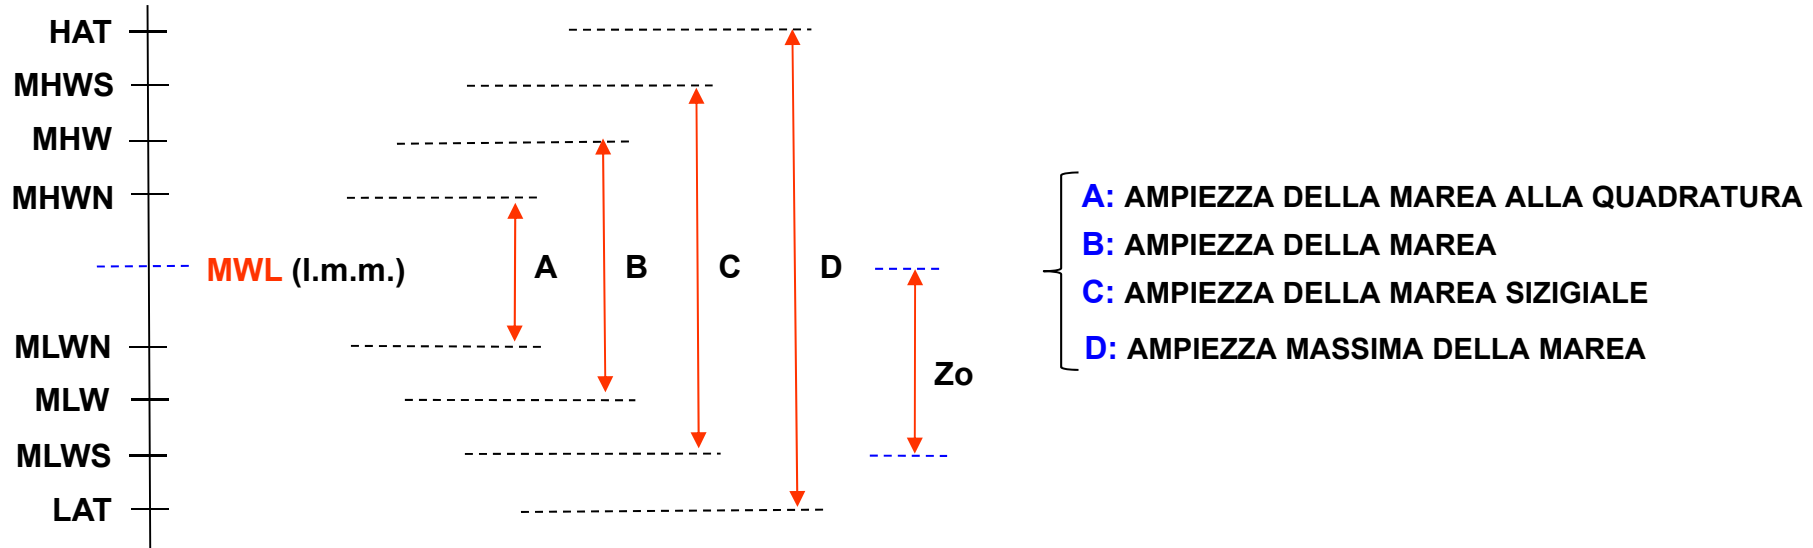 HAT
MHWS
MHW
MHWN
MWL (l.m.m.)
MLWN
MLW
MLWS
LAT
A
B
C
D
Zo
A: AMPIEZZA DELLA MAREA ALLA QUADRATURA
B: AMPIEZZA DELLA MAREA
C: AMPIEZZA DELLA MAREA SIZIGIALE
D: AMPIEZZA MASSIMA DELLA MAREA